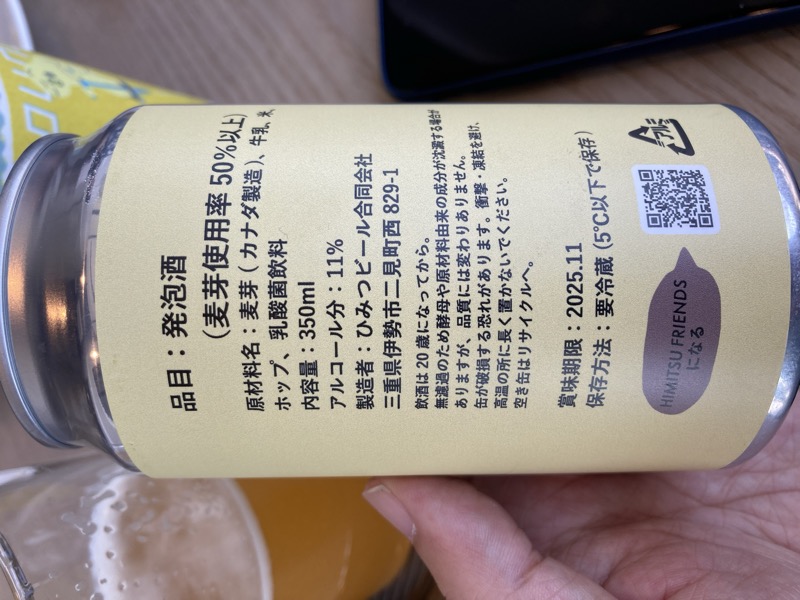 品目：発泡酒
（麦芽使用率 50％以上）
原材料名：麦芽 ( カナダ製造 )、牛乳、米、
ホップ、乳酸菌飲料
内容量：350ml
アルコール分：11%
製造者：ひみつビール合同会社
三重県伊勢市二見町西 829-1
飲酒は 20 歳になってから。
無濾過のため酵母や原材料由来の成分が沈澱する場合が
ありますが、品質には変わりありません。
缶が破損する恐れがあります。衝撃・凍結を避け、
高温の所に長く置かないでください。
空き缶はリサイクルへ。
賞味期限：2025.11
保存方法：要冷蔵 (5℃以下で保存)
HIMITSU FRIENDS
になる
アルミ